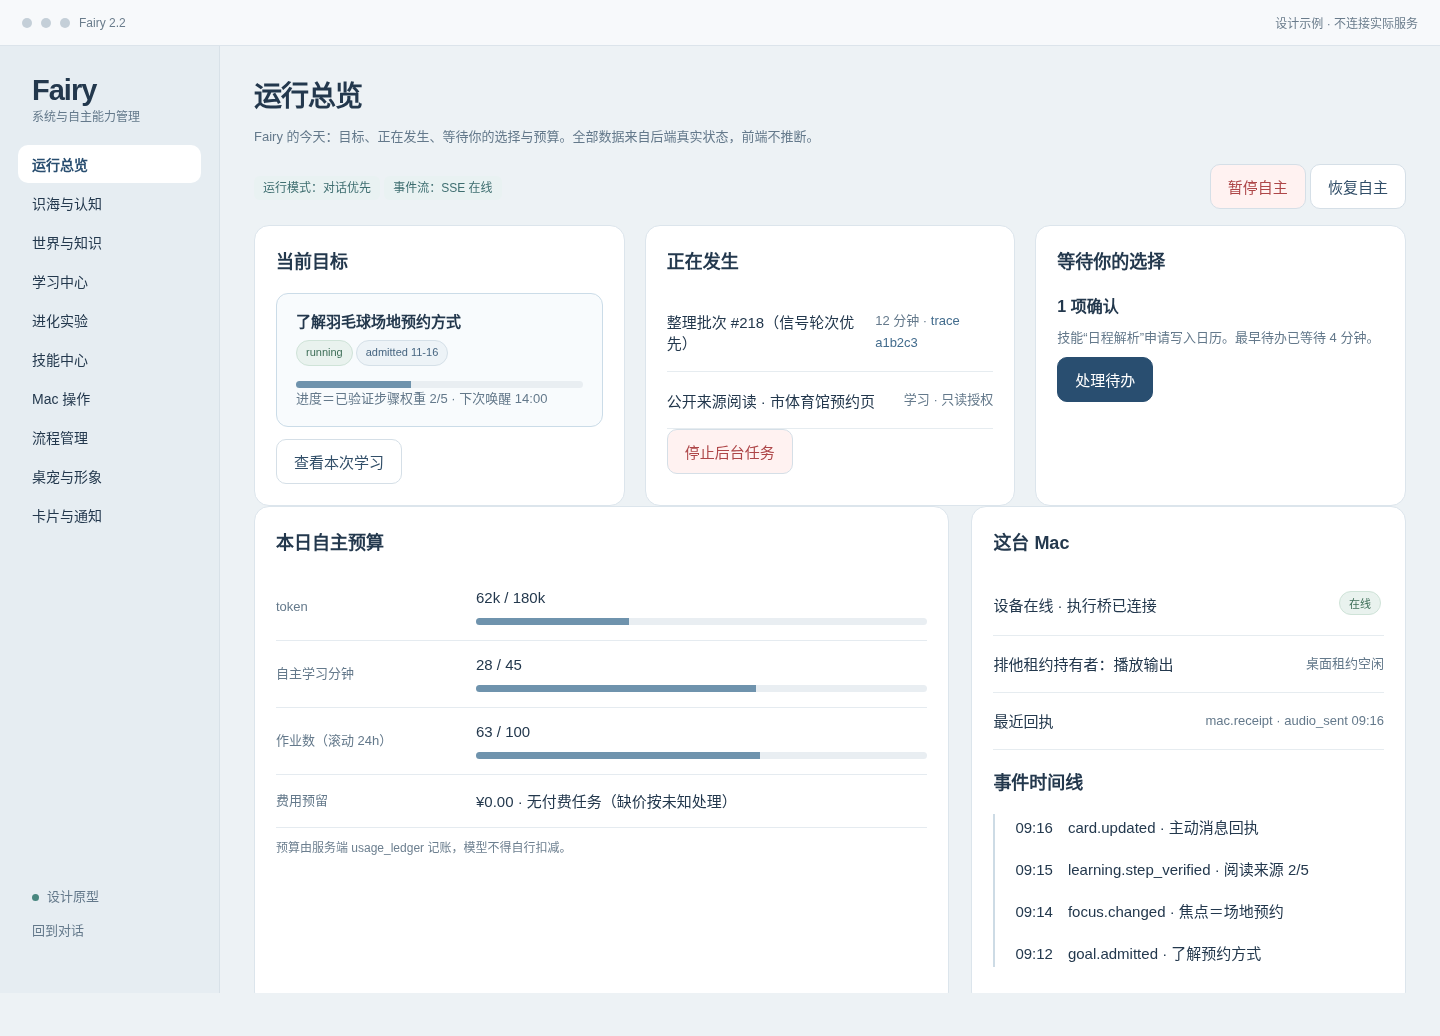 Fairy 2.2
设计示例 · 不连接实际服务
Fairy
系统与自主能力管理
运行总览
识海与认知
世界与知识
学习中心
进化实验
技能中心
Mac 操作
流程管理
桌宠与形象
卡片与通知
设计原型
回到对话
运行总览
Fairy 的今天：目标、正在发生、等待你的选择与预算。全部数据来自后端真实状态，前端不推断。
运行模式：对话优先
事件流：SSE 在线
暂停自主
恢复自主
当前目标
了解羽毛球场地预约方式
running
admitted 11-16
进度＝已验证步骤权重 2/5 · 下次唤醒 14:00
查看本次学习
正在发生
整理批次 #218（信号轮次优
先）
12 分钟 · trace
a1b2c3
公开来源阅读 · 市体育馆预约页
学习 · 只读授权
停止后台任务
等待你的选择
1 项确认
技能“日程解析”申请写入日历。最早待办已等待 4 分钟。
处理待办
本日自主预算
token
62k / 180k
自主学习分钟
28 / 45
作业数（滚动 24h）
63 / 100
费用预留
¥0.00 · 无付费任务（缺价按未知处理）
预算由服务端 usage_ledger 记账，模型不得自行扣减。
这台 Mac
设备在线 · 执行桥已连接
在线
排他租约持有者：播放输出
桌面租约空闲
最近回执
mac.receipt · audio_sent 09:16
事件时间线
09:16 card.updated · 主动消息回执
09:15 learning.step_verified · 阅读来源 2/5
09:14 focus.changed · 焦点＝场地预约
09:12 goal.admitted · 了解预约方式